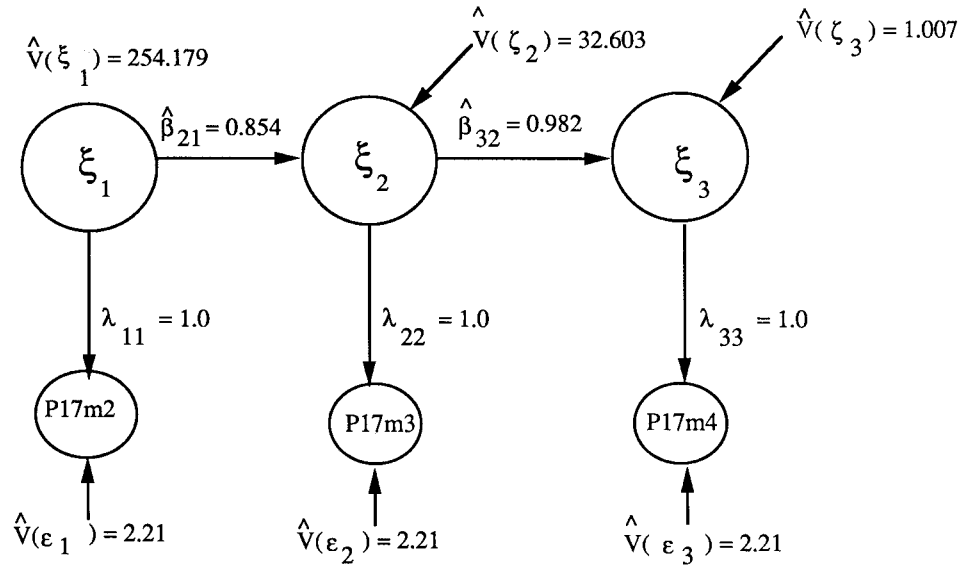 V̂(ξ₁) = 254.179
V̂(ζ₂) = 32.603
V̂(ζ₃) = 1.007
β̂₂₁ = 0.854
β̂₃₂ = 0.982
ξ₁
ξ₂
ξ₃
λ₁₁ = 1.0
λ₂₂ = 1.0
λ₃₃ = 1.0
P17m2
P17m3
P17m4
V̂(ε₁) = 2.21
V̂(ε₂) = 2.21
V̂(ε₃) = 2.21